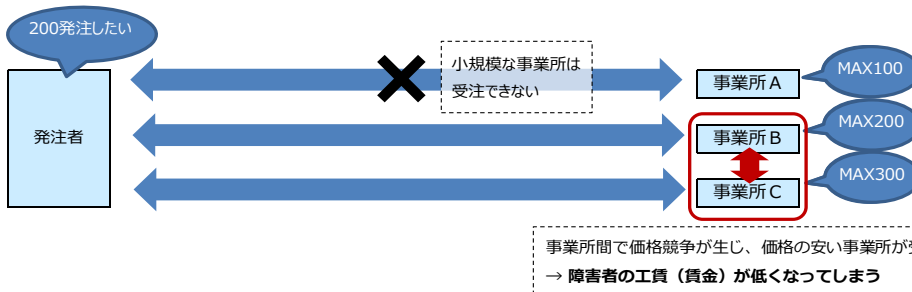 200発注したい
小規模な事業所は
受注できない
MAX100
事業所A
MAX200
発注者
事業所B
MAX300
事業所C
事業所間で価格競争が生じ、価格の安い事業所が
→ 障害者の工賃（賃金）が低くなってしまう